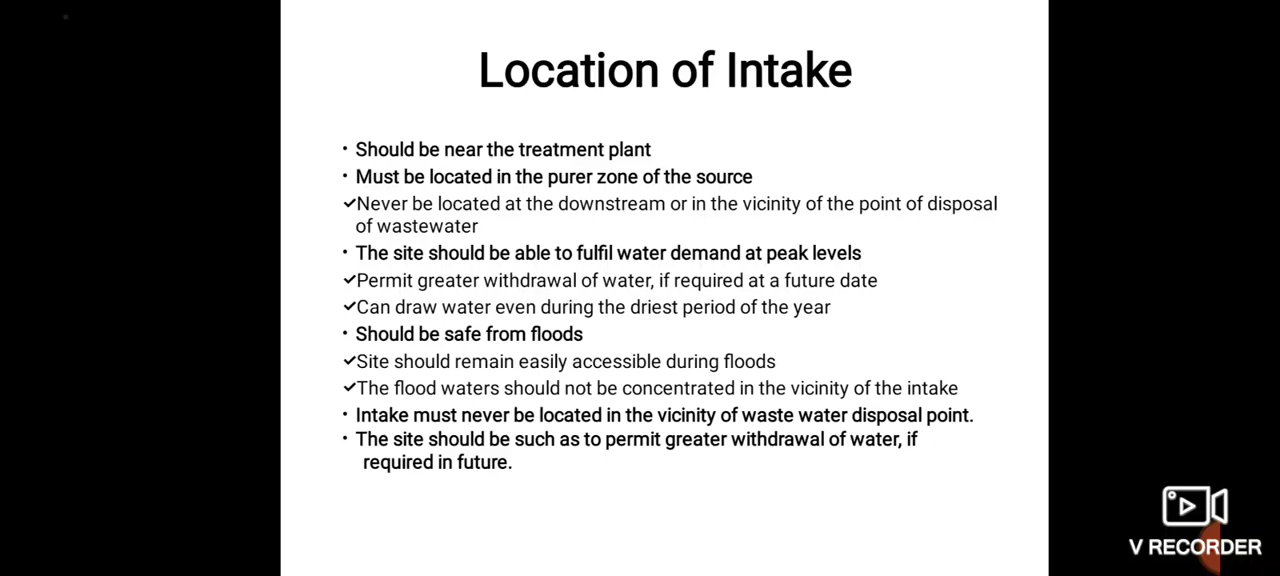 Location of Intake
• Should be near the treatment plant
• Must be located in the purer zone of the source
✓Never be located at the downstream or in the vicinity of the point of disposal
of wastewater
• The site should be able to fulfil water demand at peak levels
✓Permit greater withdrawal of water, if required at a future date
✓Can draw water even during the driest period of the year
• Should be safe from floods
✓Site should remain easily accessible during floods
✓The flood waters should not be concentrated in the vicinity of the intake
• Intake must never be located in the vicinity of waste water disposal point.
• The site should be such as to permit greater withdrawal of water, if
required in future.
V RECORDER